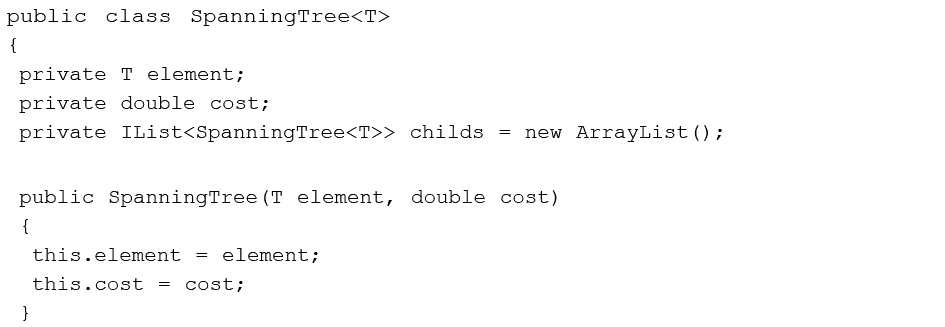 public class SpanningTree<T>
{
private T element;
private double cost;
private IList<SpanningTree<T>> childs = new ArrayList();
public SpanningTree(T element, double cost)
{
this.element = element;
this.cost = cost;
}